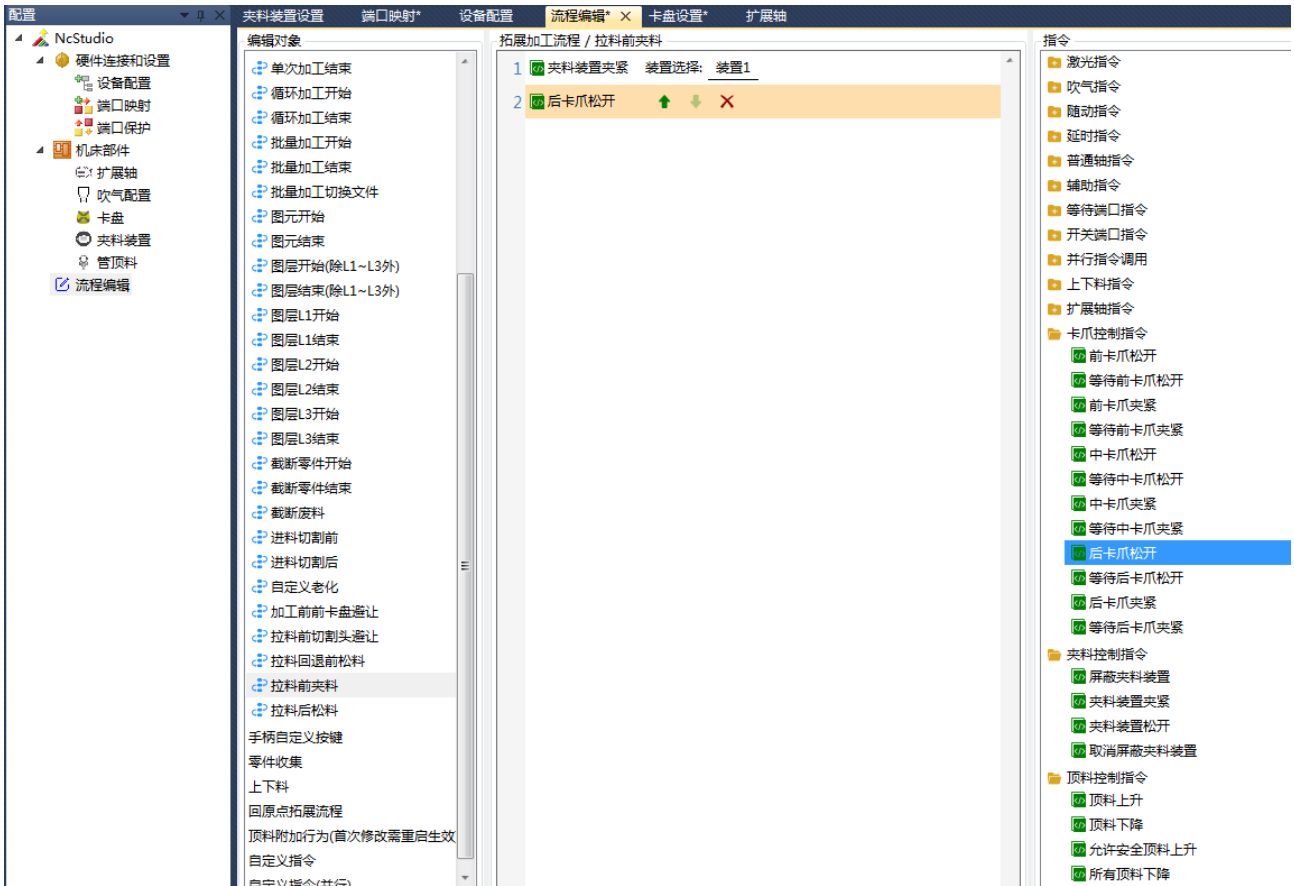 配置
夹料装置设置 端口映射* 设备配置 流程编辑* 卡盘设置* 扩展轴
NcStudio
硬件连接和设置
设备配置
端口映射
端口保护
机床部件
扩展轴
吹气配置
卡盘
夹料装置
管顶料
流程编辑
编辑对象
单次加工结束
循环加工开始
循环加工结束
批量加工开始
批量加工结束
批量加工切换文件
图元开始
图元结束
图层开始(除L1~L3外)
图层结束(除L1~L3外)
图层L1开始
图层L1结束
图层L2开始
图层L2结束
图层L3开始
图层L3结束
截断零件开始
截断零件结束
截断废料
进料切割前
进料切割后
自定义老化
加工前前卡盘避让
拉料前切割头避让
拉料回退前松料
拉料前夹料
拉料后松料
手柄自定义按键
零件收集
上下料
回原点拓展流程
顶料附加行为(首次修改需重启生效
自定义指令
自定义指令(并行)
拓展加工流程 / 拉料前夹料
1 夹料装置夹紧 装置选择: 装置1
2 后卡爪松开
指令
激光指令
吹气指令
随动指令
延时指令
普通轴指令
辅助指令
等待端口指令
开关端口指令
并行指令调用
上下料指令
扩展轴指令
卡爪控制指令
前卡爪松开
等待前卡爪松开
前卡爪夹紧
等待前卡爪夹紧
中卡爪松开
等待中卡爪松开
中卡爪夹紧
等待中卡爪夹紧
后卡爪松开
等待后卡爪松开
后卡爪夹紧
等待后卡爪夹紧
夹料控制指令
屏蔽夹料装置
夹料装置夹紧
夹料装置松开
取消屏蔽夹料装置
顶料控制指令
顶料上升
顶料下降
允许安全顶料上升
所有顶料下降